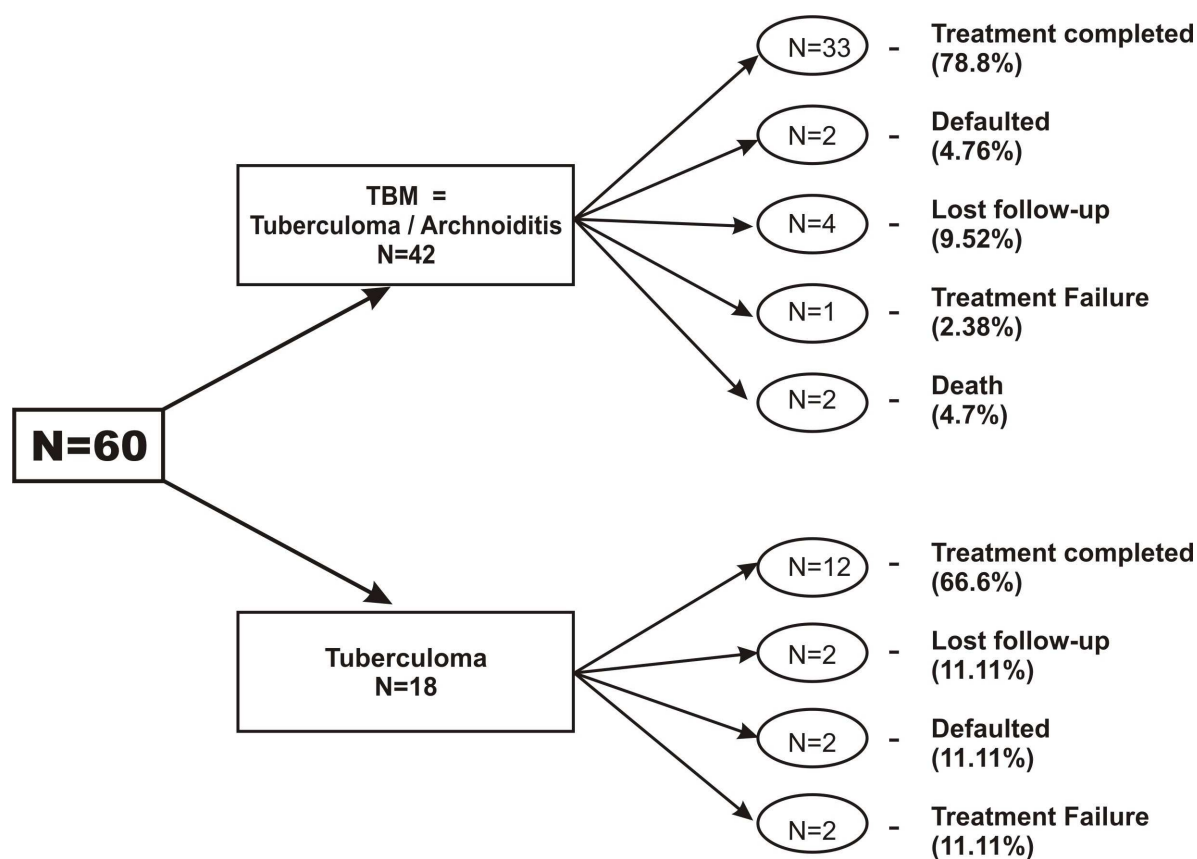 N=60
TBM =
Tuberculoma / Archnoiditis
N=42
N=33 - Treatment completed
(78.8%)
N=2 - Defaulted
(4.76%)
N=4 - Lost follow-up
(9.52%)
N=1 - Treatment Failure
(2.38%)
N=2 - Death
(4.7%)
Tuberculoma
N=18
N=12 - Treatment completed
(66.6%)
N=2 - Lost follow-up
(11.11%)
N=2 - Defaulted
(11.11%)
N=2 - Treatment Failure
(11.11%)